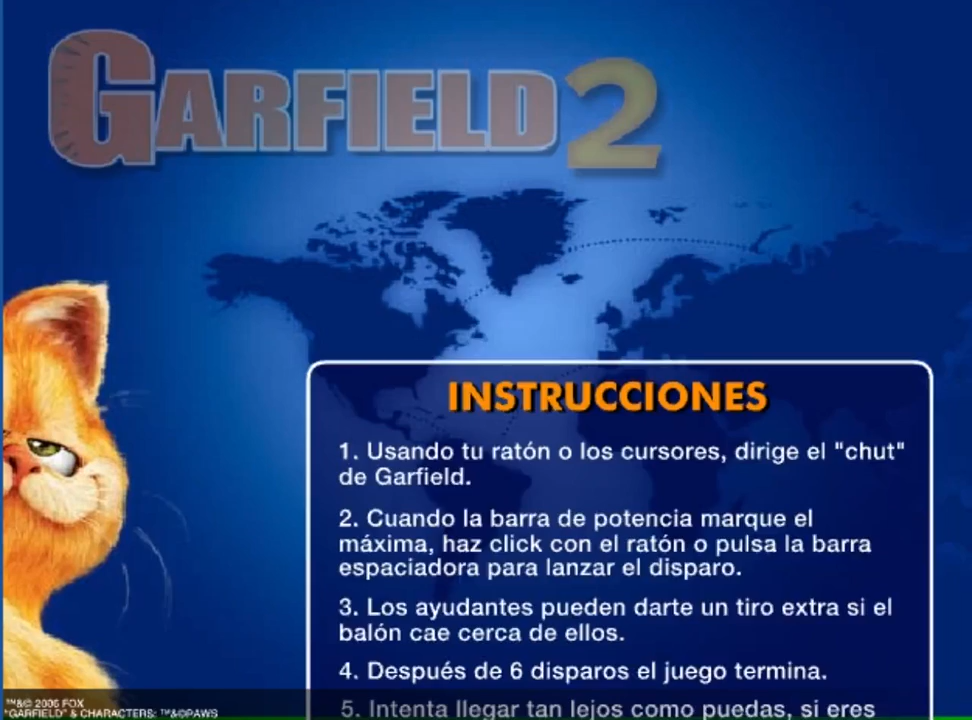 GARFIELD 2
INSTRUCCIONES
1. Usando tu ratón o los cursores, dirige el "chut"
de Garfield.
2. Cuando la barra de potencia marque el
máxima, haz click con el ratón o pulsa la barra
espaciadora para lanzar el disparo.
3. Los ayudantes pueden darte un tiro extra si el
balón cae cerca de ellos.
4. Después de 6 disparos el juego termina.
5. Intenta llegar tan lejos como puedas, si eres
™&© 2006 FOX
"GARFIELD" & CHARACTERS: ™&©PAWS